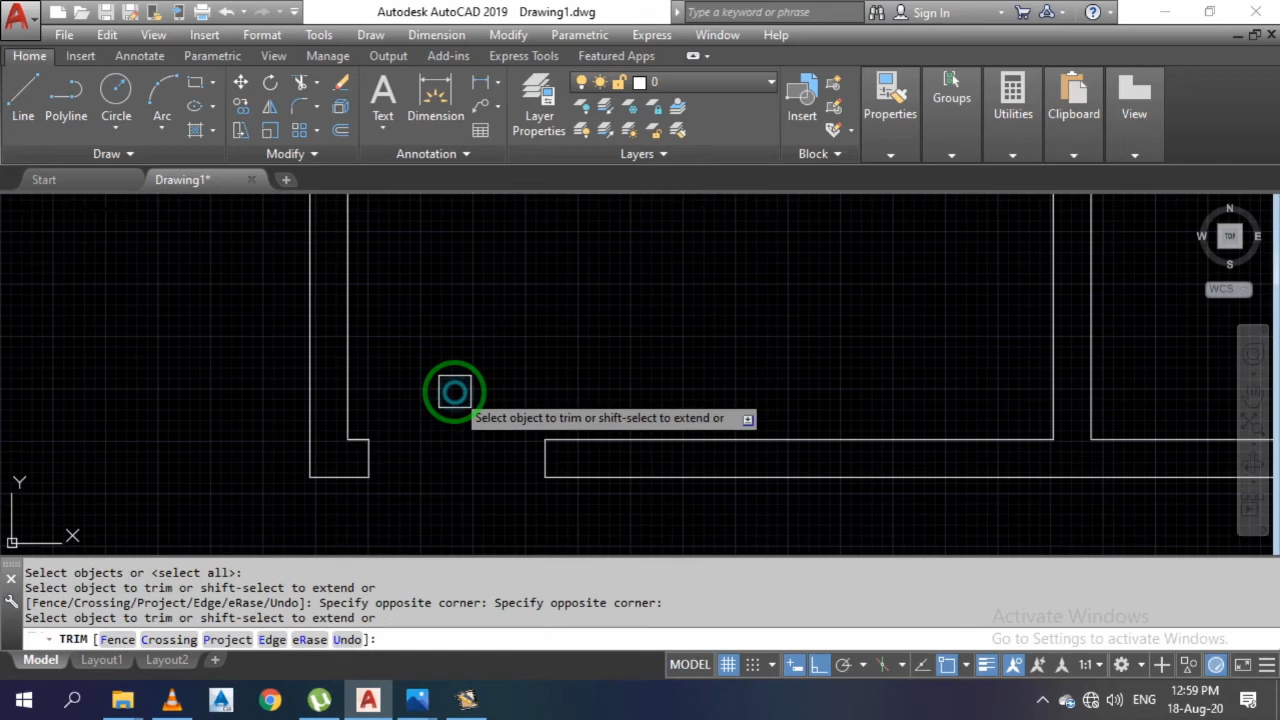 Autodesk AutoCAD 2019 Drawing1.dwg
Type a keyword or phrase
Sign In
File Edit View Insert Format Tools Draw Dimension Modify Parametric Express Window Help
Home Insert Annotate Parametric View Manage Output Add-ins Express Tools Featured Apps
0
Line Polyline Circle Arc Text Dimension Layer Properties Insert Properties Groups Utilities Clipboard View
Draw Modify Annotation Layers Block
Start Drawing1*
N
W TOP E
S
WCS
Select object to trim or shift-select to extend or
Y
X
Select objects or <select all>:
Select object to trim or shift-select to extend or
[Fence/Crossing/Project/Edge/eRase/Undo]: Specify opposite corner: Specify opposite corner:
Select object to trim or shift-select to extend or
TRIM [Fence Crossing Project Edge eRase Undo]:
Activate Windows
Go to Settings to activate Windows.
Model Layout1 Layout2
MODEL 1:1
ENG 12:59 PM
18-Aug-20